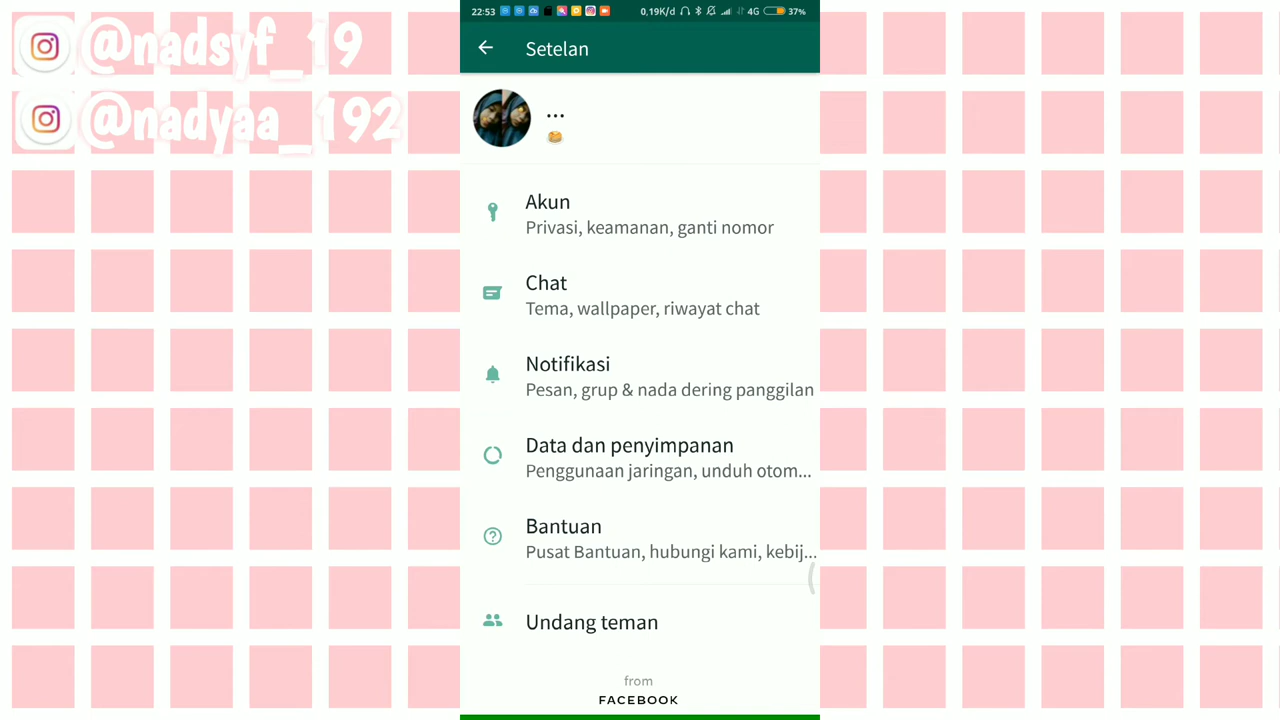 @nadsyf_19
@nadyaa_192
22:53
0,19K/d
4G
37%
Setelan
...
Akun
Privasi, keamanan, ganti nomor
Chat
Tema, wallpaper, riwayat chat
Notifikasi
Pesan, grup & nada dering panggilan
Data dan penyimpanan
Penggunaan jaringan, unduh otom...
Bantuan
Pusat Bantuan, hubungi kami, kebij...
Undang teman
from
FACEBOOK